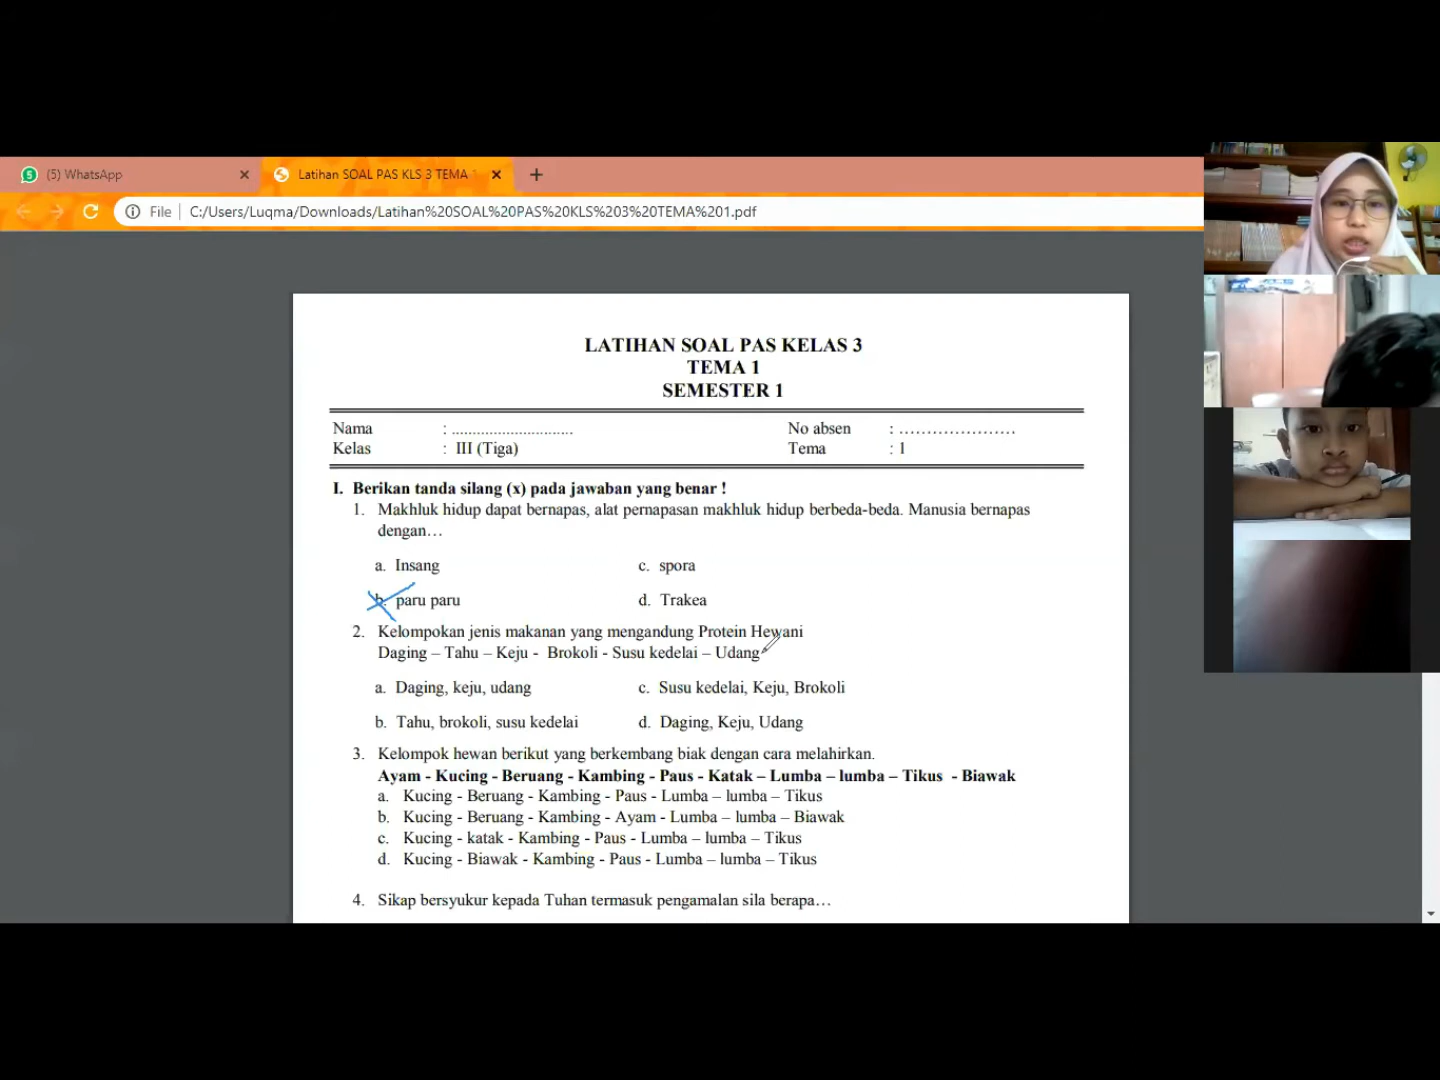 (5) WhatsApp
Latihan SOAL PAS KLS 3 TEMA
File C:/Users/Luqma/Downloads/Latihan%20SOAL%20PAS%20KLS%203%20TEMA%201.pdf
LATIHAN SOAL PAS KELAS 3
TEMA 1
SEMESTER 1
Nama : ............................ No absen : .....................
Kelas : III (Tiga) Tema : 1
I. Berikan tanda silang (x) pada jawaban yang benar !
1. Makhluk hidup dapat bernapas, alat pernapasan makhluk hidup berbeda-beda. Manusia bernapas
dengan…
a. Insang c. spora
b. paru paru d. Trakea
2. Kelompokan jenis makanan yang mengandung Protein Hewani
Daging – Tahu – Keju - Brokoli - Susu kedelai – Udang
a. Daging, keju, udang c. Susu kedelai, Keju, Brokoli
b. Tahu, brokoli, susu kedelai d. Daging, Keju, Udang
3. Kelompok hewan berikut yang berkembang biak dengan cara melahirkan.
Ayam - Kucing - Beruang - Kambing - Paus - Katak – Lumba – lumba – Tikus - Biawak
a. Kucing - Beruang - Kambing - Paus - Lumba – lumba – Tikus
b. Kucing - Beruang - Kambing - Ayam - Lumba – lumba – Biawak
c. Kucing - katak - Kambing - Paus - Lumba – lumba – Tikus
d. Kucing - Biawak - Kambing - Paus - Lumba – lumba – Tikus
4. Sikap bersyukur kepada Tuhan termasuk pengamalan sila berapa…